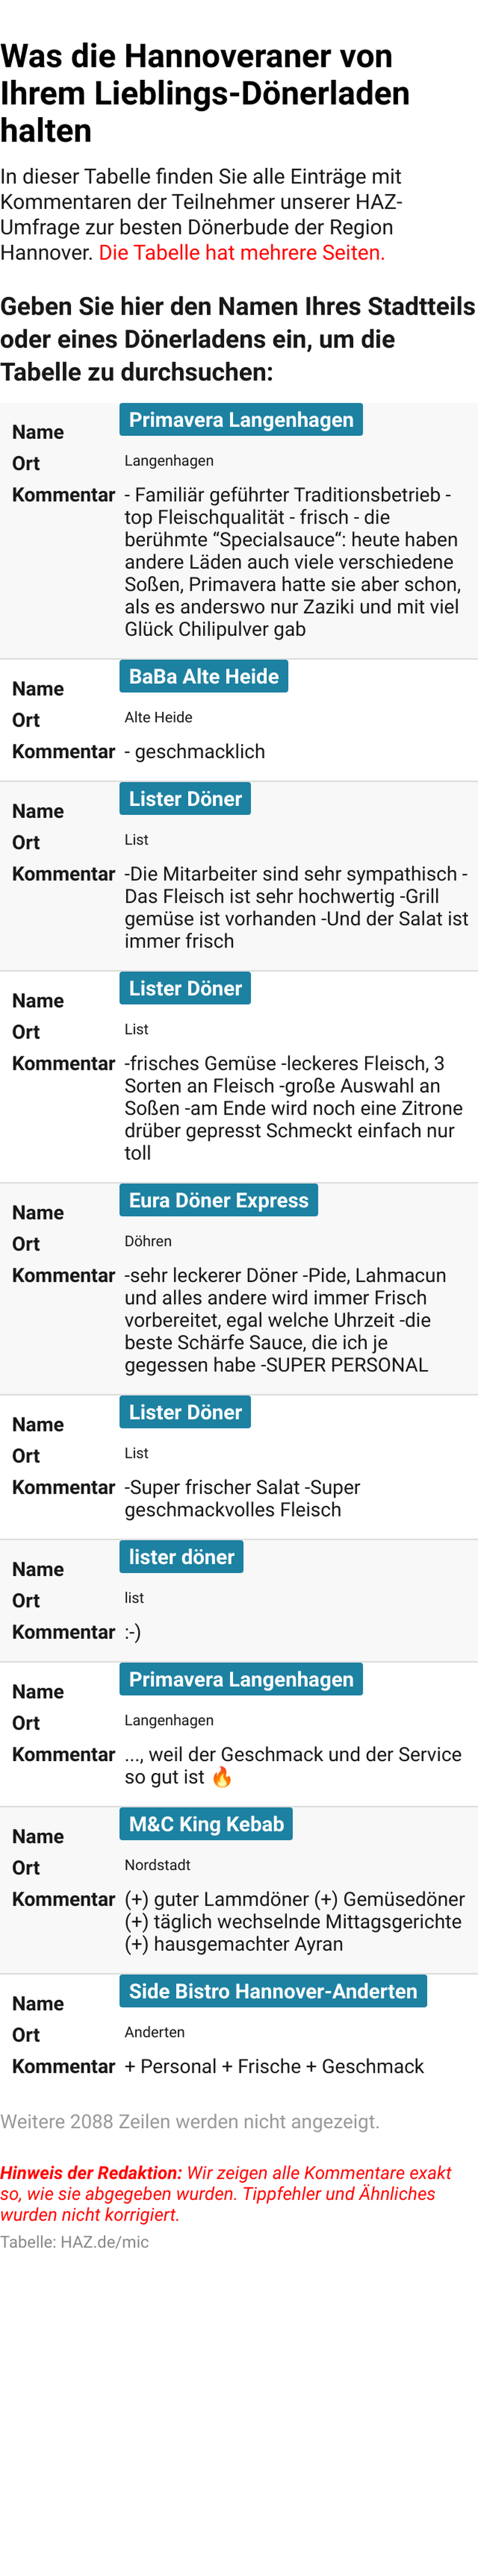 Was die Hannoveraner von
Ihrem Lieblings-Dönerladen
halten
In dieser Tabelle finden Sie alle Einträge mit
Kommentaren der Teilnehmer unserer HAZ-
Umfrage zur besten Dönerbude der Region
Hannover. Die Tabelle hat mehrere Seiten.
Geben Sie hier den Namen Ihres Stadtteils
oder eines Dönerladens ein, um die
Tabelle zu durchsuchen:
Name Primavera Langenhagen
Ort Langenhagen
Kommentar - Familiär geführter Traditionsbetrieb -
top Fleischqualität - frisch - die
berühmte “Specialsauce“: heute haben
andere Läden auch viele verschiedene
Soßen, Primavera hatte sie aber schon,
als es anderswo nur Zaziki und mit viel
Glück Chilipulver gab
Name BaBa Alte Heide
Ort Alte Heide
Kommentar - geschmacklich
Name Lister Döner
Ort List
Kommentar -Die Mitarbeiter sind sehr sympathisch -
Das Fleisch ist sehr hochwertig -Grill
gemüse ist vorhanden -Und der Salat ist
immer frisch
Name Lister Döner
Ort List
Kommentar -frisches Gemüse -leckeres Fleisch, 3
Sorten an Fleisch -große Auswahl an
Soßen -am Ende wird noch eine Zitrone
drüber gepresst Schmeckt einfach nur
toll
Name Eura Döner Express
Ort Döhren
Kommentar -sehr leckerer Döner -Pide, Lahmacun
und alles andere wird immer Frisch
vorbereitet, egal welche Uhrzeit -die
beste Schärfe Sauce, die ich je
gegessen habe -SUPER PERSONAL
Name Lister Döner
Ort List
Kommentar -Super frischer Salat -Super
geschmackvolles Fleisch
Name lister döner
Ort list
Kommentar :-)
Name Primavera Langenhagen
Ort Langenhagen
Kommentar ..., weil der Geschmack und der Service
so gut ist 🔥
Name M&C King Kebab
Ort Nordstadt
Kommentar (+) guter Lammdöner (+) Gemüsedöner
(+) täglich wechselnde Mittagsgerichte
(+) hausgemachter Ayran
Name Side Bistro Hannover-Anderten
Ort Anderten
Kommentar + Personal + Frische + Geschmack
Weitere 2088 Zeilen werden nicht angezeigt.
Hinweis der Redaktion: Wir zeigen alle Kommentare exakt
so, wie sie abgegeben wurden. Tippfehler und Ähnliches
wurden nicht korrigiert.
Tabelle: HAZ.de/mic